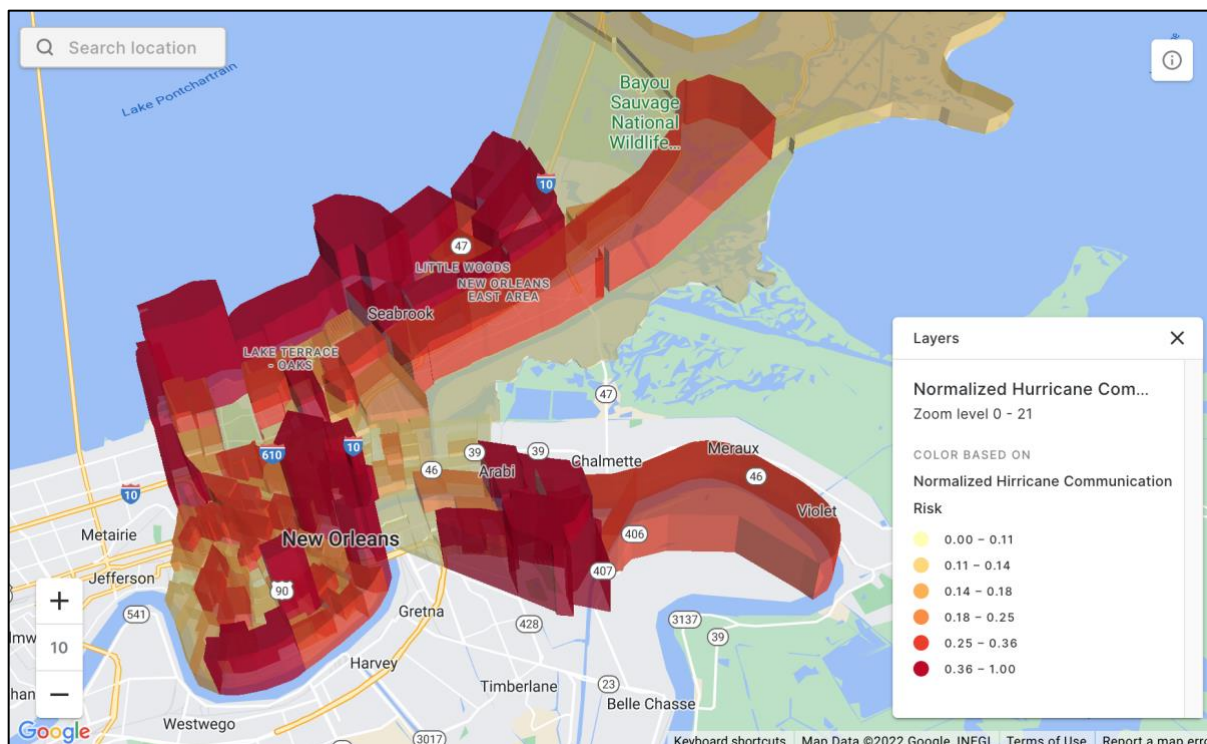 Search location
Lake Pontchartrain
Bayou
Sauvage
National
Wildlife...
10
47
LITTLE WOODS
NEW ORLEANS
EAST AREA
Seabrook
LAKE TERRACE
- OAKS
47
610
10
39
39
46
Arabi
Chalmette
Meraux
46
10
Metairie
New Orleans
Violet
406
Jefferson
407
90
541
Gretna
428
3137
39
Harvey
Timberlane
23
Belle Chasse
Westwego
3017
+
10
−
Google
Layers
Normalized Hurricane Com...
Zoom level 0 - 21
COLOR BASED ON
Normalized Hirricane Communication
Risk
0.00 – 0.11
0.11 – 0.14
0.14 – 0.18
0.18 – 0.25
0.25 – 0.36
0.36 – 1.00
Keyboard shortcuts
Map Data ©2022 Google, INEGI
Terms of Use
Report a map erro